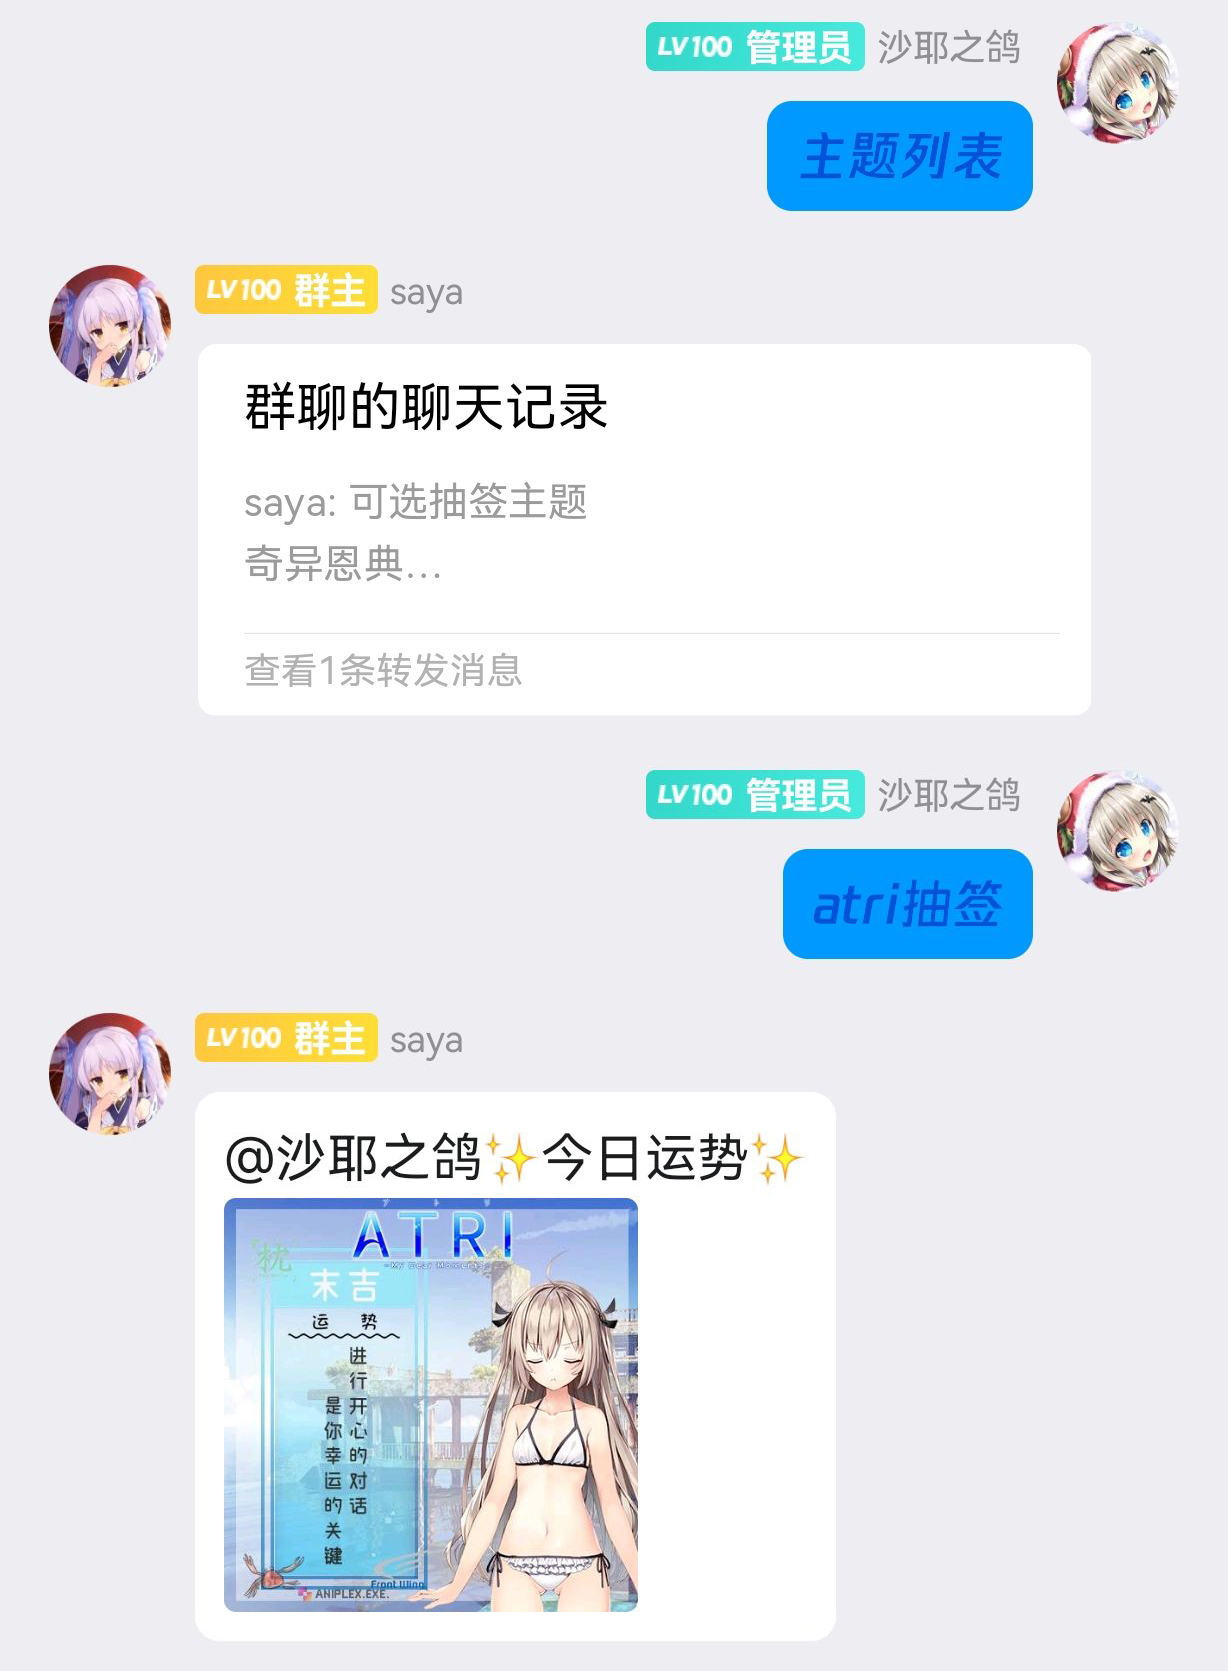 LV100 管理员 沙耶之鸽
主题列表
LV100 群主 saya
群聊的聊天记录
saya: 可选抽签主题
奇异恩典...
查看1条转发消息
LV100 管理员 沙耶之鸽
atri抽签
LV100 群主 saya
@沙耶之鸽✨今日运势✨
アトリ
ATRI
-My Dear Moments-
枕
末吉
运 势
进行开心的对话
是你幸运的关键
Front Wing
ANIPLEX.EXE.